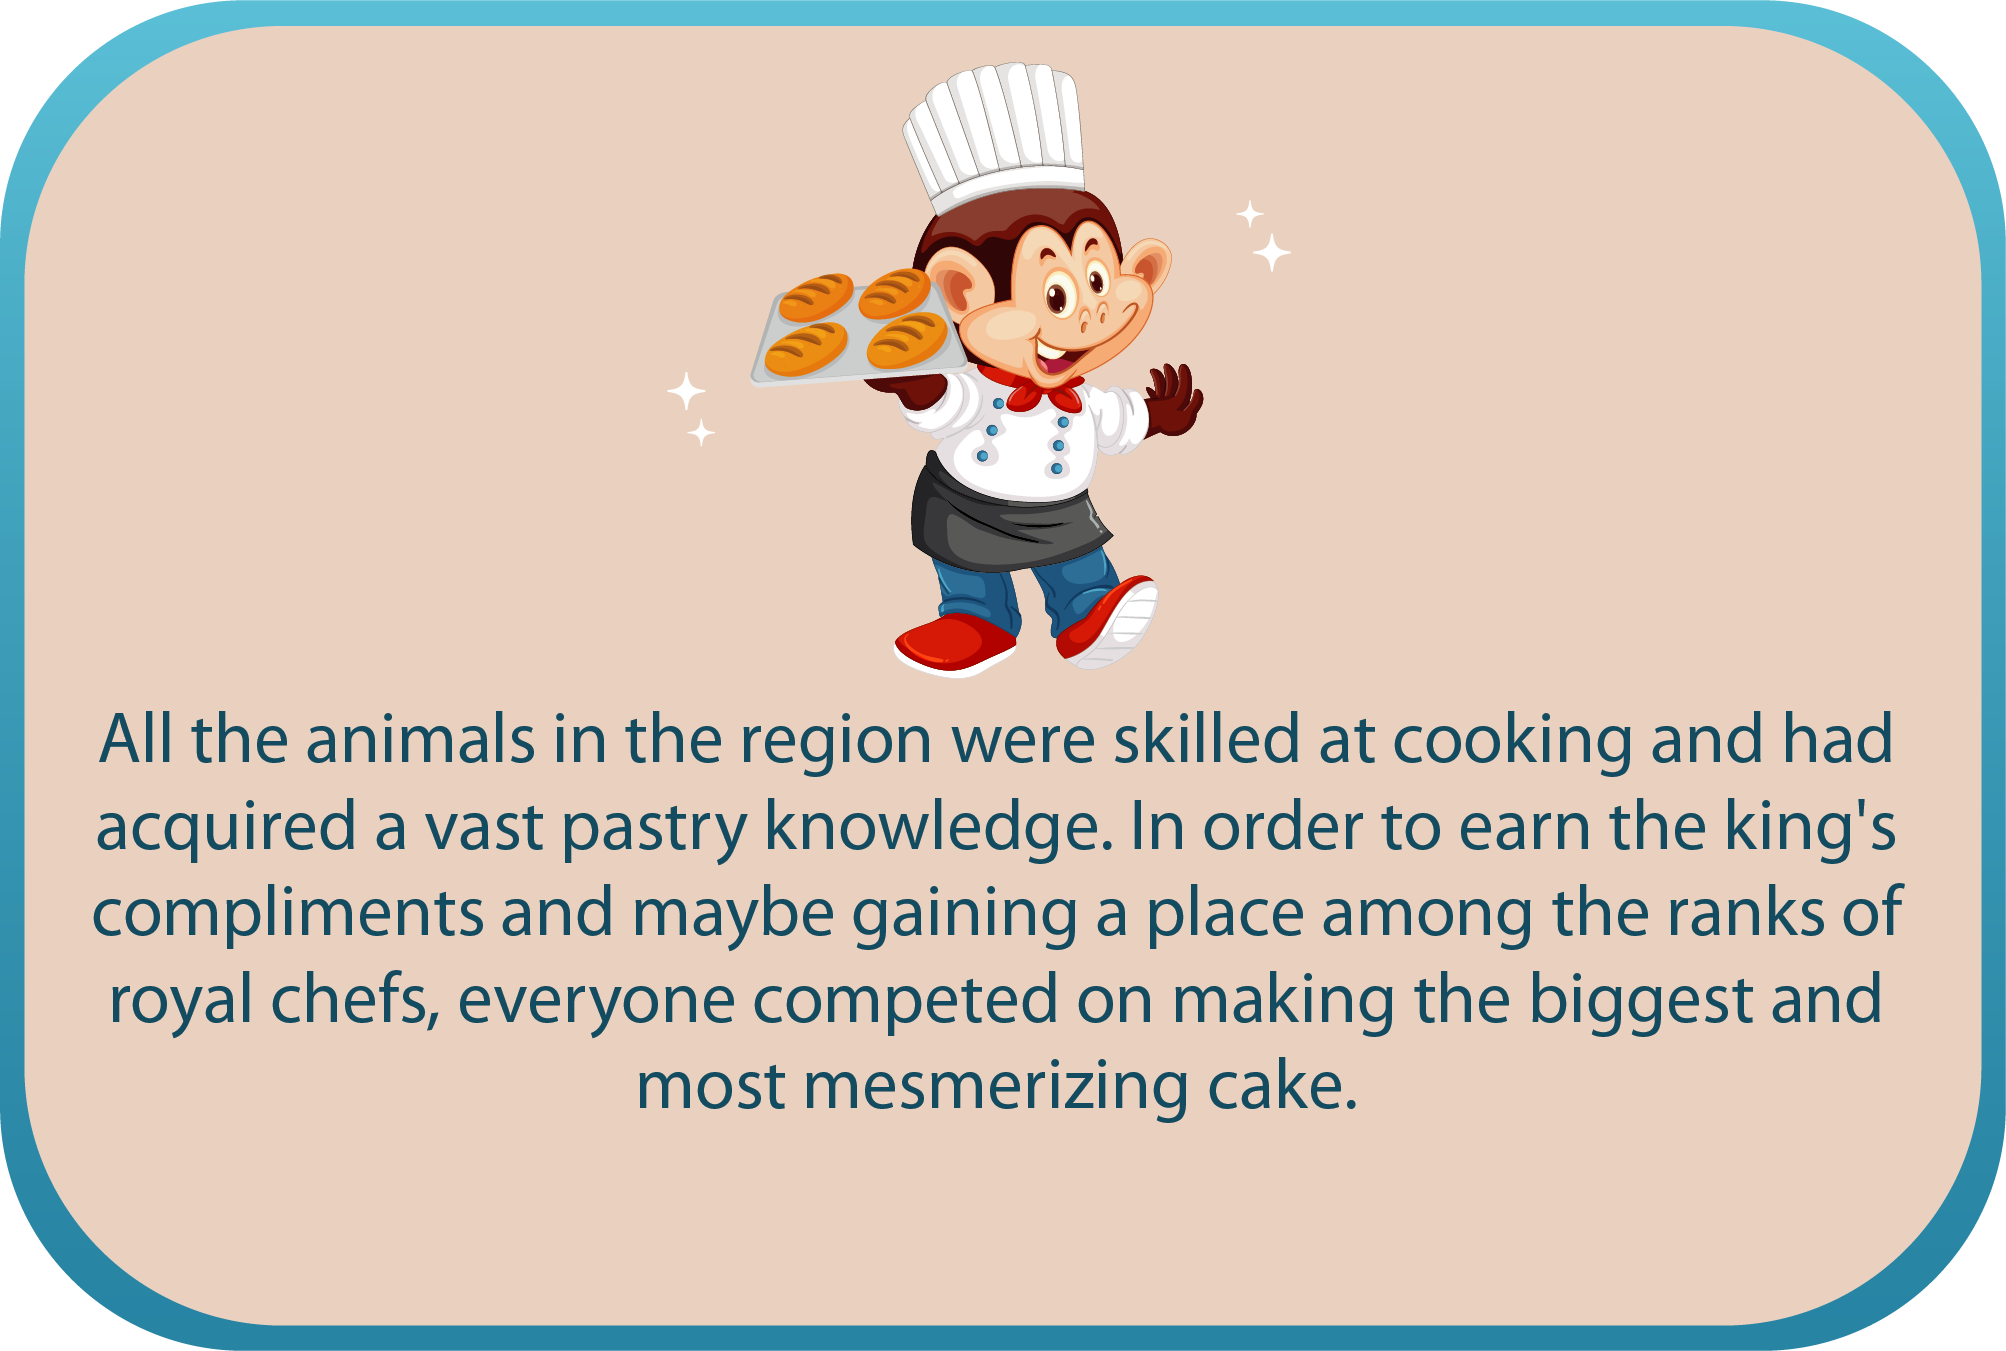 All the animals in the region were skilled at cooking and had
acquired a vast pastry knowledge. In order to earn the king's
compliments and maybe gaining a place among the ranks of
royal chefs, everyone competed on making the biggest and
most mesmerizing cake.